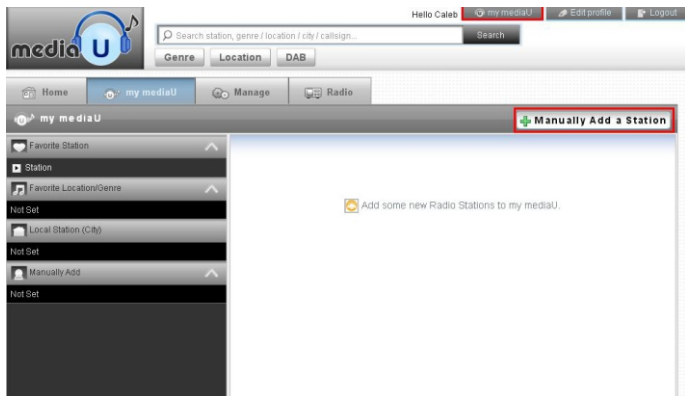 Hello Caleb my mediaU Edit profile Logout
media U
Search station, genre / location / city / callsign... Search
Genre Location DAB
Home my mediaU Manage Radio
my mediaU Manually Add a Station
Favorite Station
Station
Favorite Location/Genre
Not Set
Add some new Radio Stations to my mediaU.
Local Station (City)
Not Set
Manually Add
Not Set